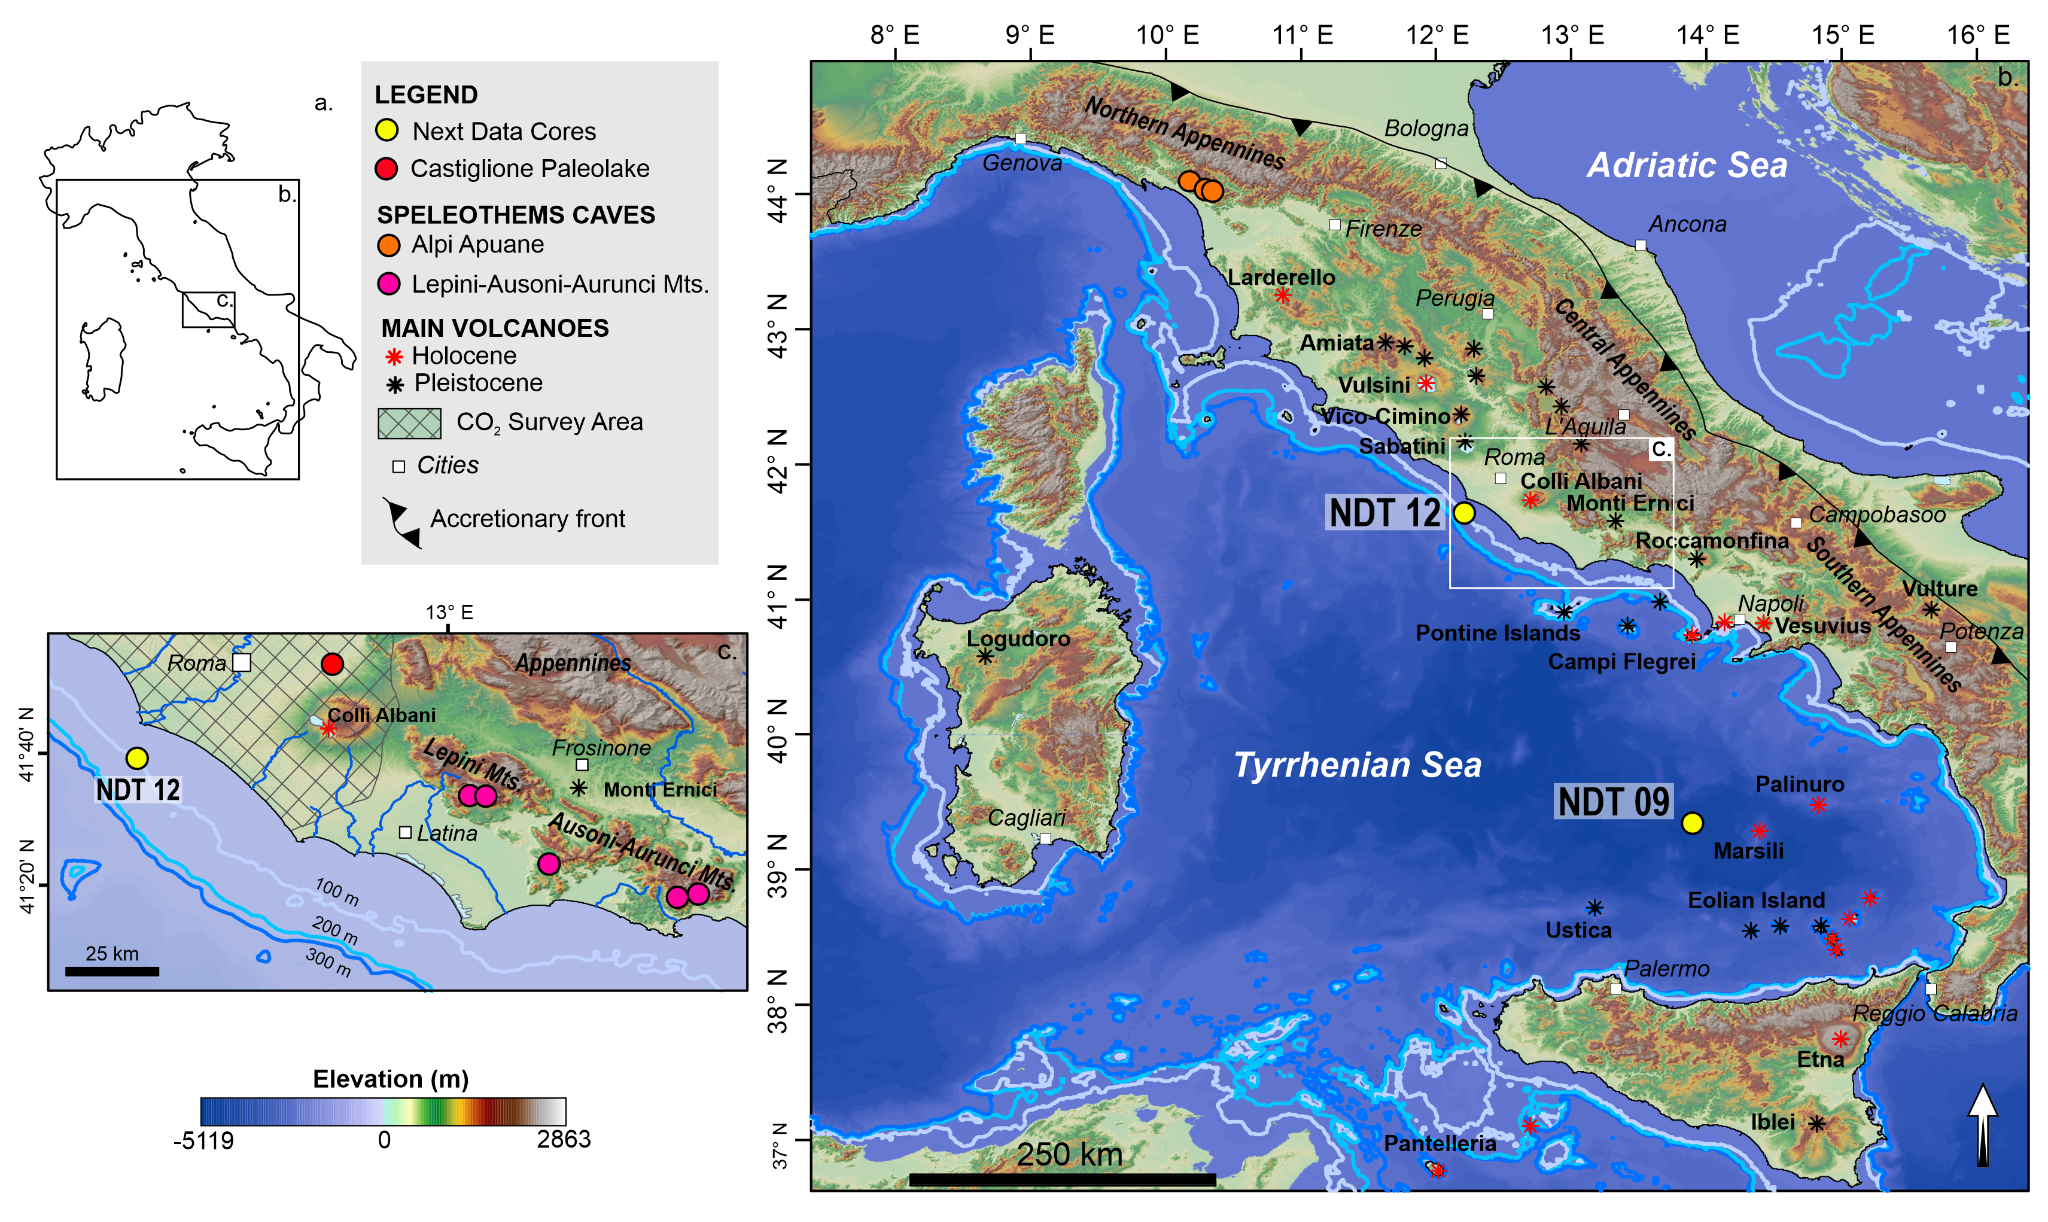 a.
b.
c.
LEGEND
Next Data Cores
Castiglione Paleolake
SPELEOTHEMS CAVES
Alpi Apuane
Lepini-Ausoni-Aurunci Mts.
MAIN VOLCANOES
Holocene
Pleistocene
CO2 Survey Area
Cities
Accretionary front
13° E
c.
Roma
Appennines
Colli Albani
41°40' N
NDT 12
Lepini Mts.
Frosinone
Monti Ernici
Latina
Ausoni-Aurunci Mts.
41°20' N
100 m
200 m
300 m
25 km
Elevation (m)
-5119
0
2863
8° E
9° E
10° E
11° E
12° E
13° E
14° E
15° E
16° E
b.
Northern Appennines
Bologna
Genova
Adriatic Sea
44° N
Ancona
Firenze
Larderello
Perugia
43° N
Central Appennines
Amiata
Vulsini
Vico-Cimino
L'Aquila
Sabatini
c.
42° N
Roma
Colli Albani
NDT 12
Monti Ernici
Campobasoo
Roccamonfina
Southern Appennines
41° N
Vulture
Napoli
Pontine Islands
Vesuvius
Potenza
Logudoro
Campi Flegrei
40° N
Tyrrhenian Sea
Palinuro
NDT 09
Cagliari
Marsili
39° N
Eolian Island
Ustica
Palermo
38° N
Reggio Calabria
Etna
Iblei
37° N
Pantelleria
250 km